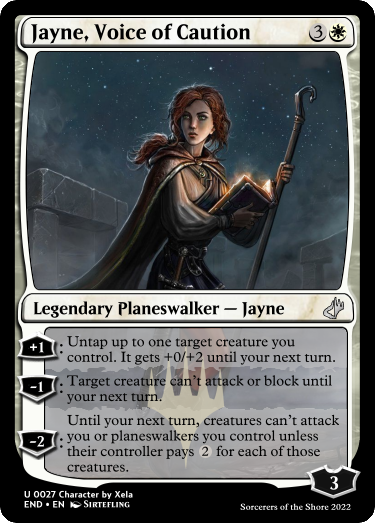 Jayne, Voice of Caution 3
Legendary Planeswalker — Jayne
+1: Untap up to one target creature you
control. It gets +0/+2 until your next turn.
-1: Target creature can't attack or block until
your next turn.
Until your next turn, creatures can't attack
-2: you or planeswalkers you control unless
their controller pays 2 for each of those
creatures.
3
U 0027 Character by Xela
END • EN SIRTEFLING
Sorcerers of the Shore 2022